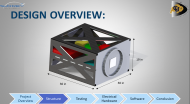 DESIGN OVERVIEW:
Project
Overview
Structure
Testing
Electrical
Hardware
Software
Conclusion